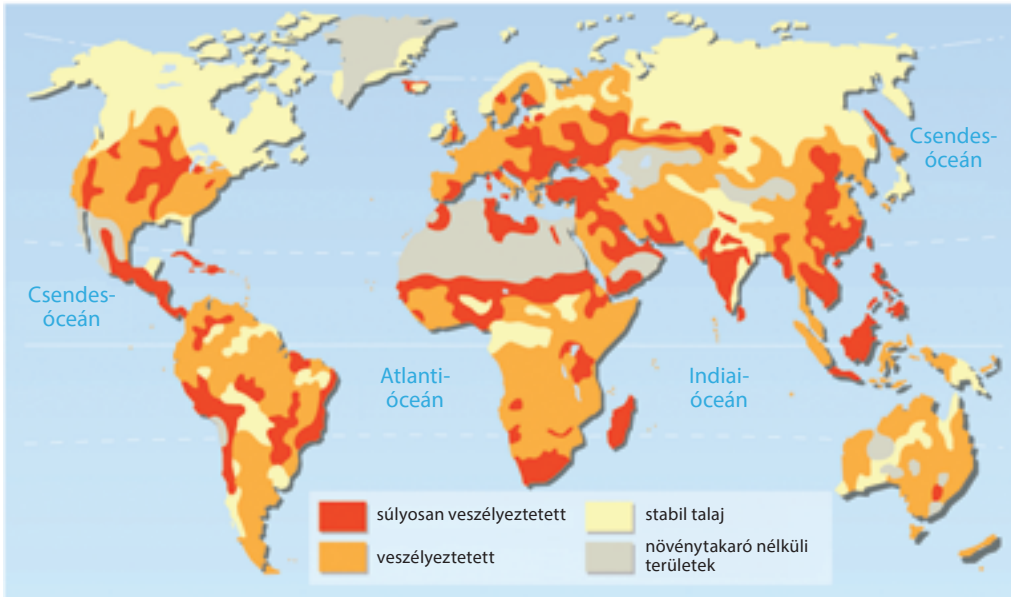 Csendes-
óceán
Csendes-
óceán
Atlanti-
óceán
Indiai-
óceán
súlyosan veszélyeztetett
veszélyeztetett
stabil talaj
növénytakaró nélküli
területek